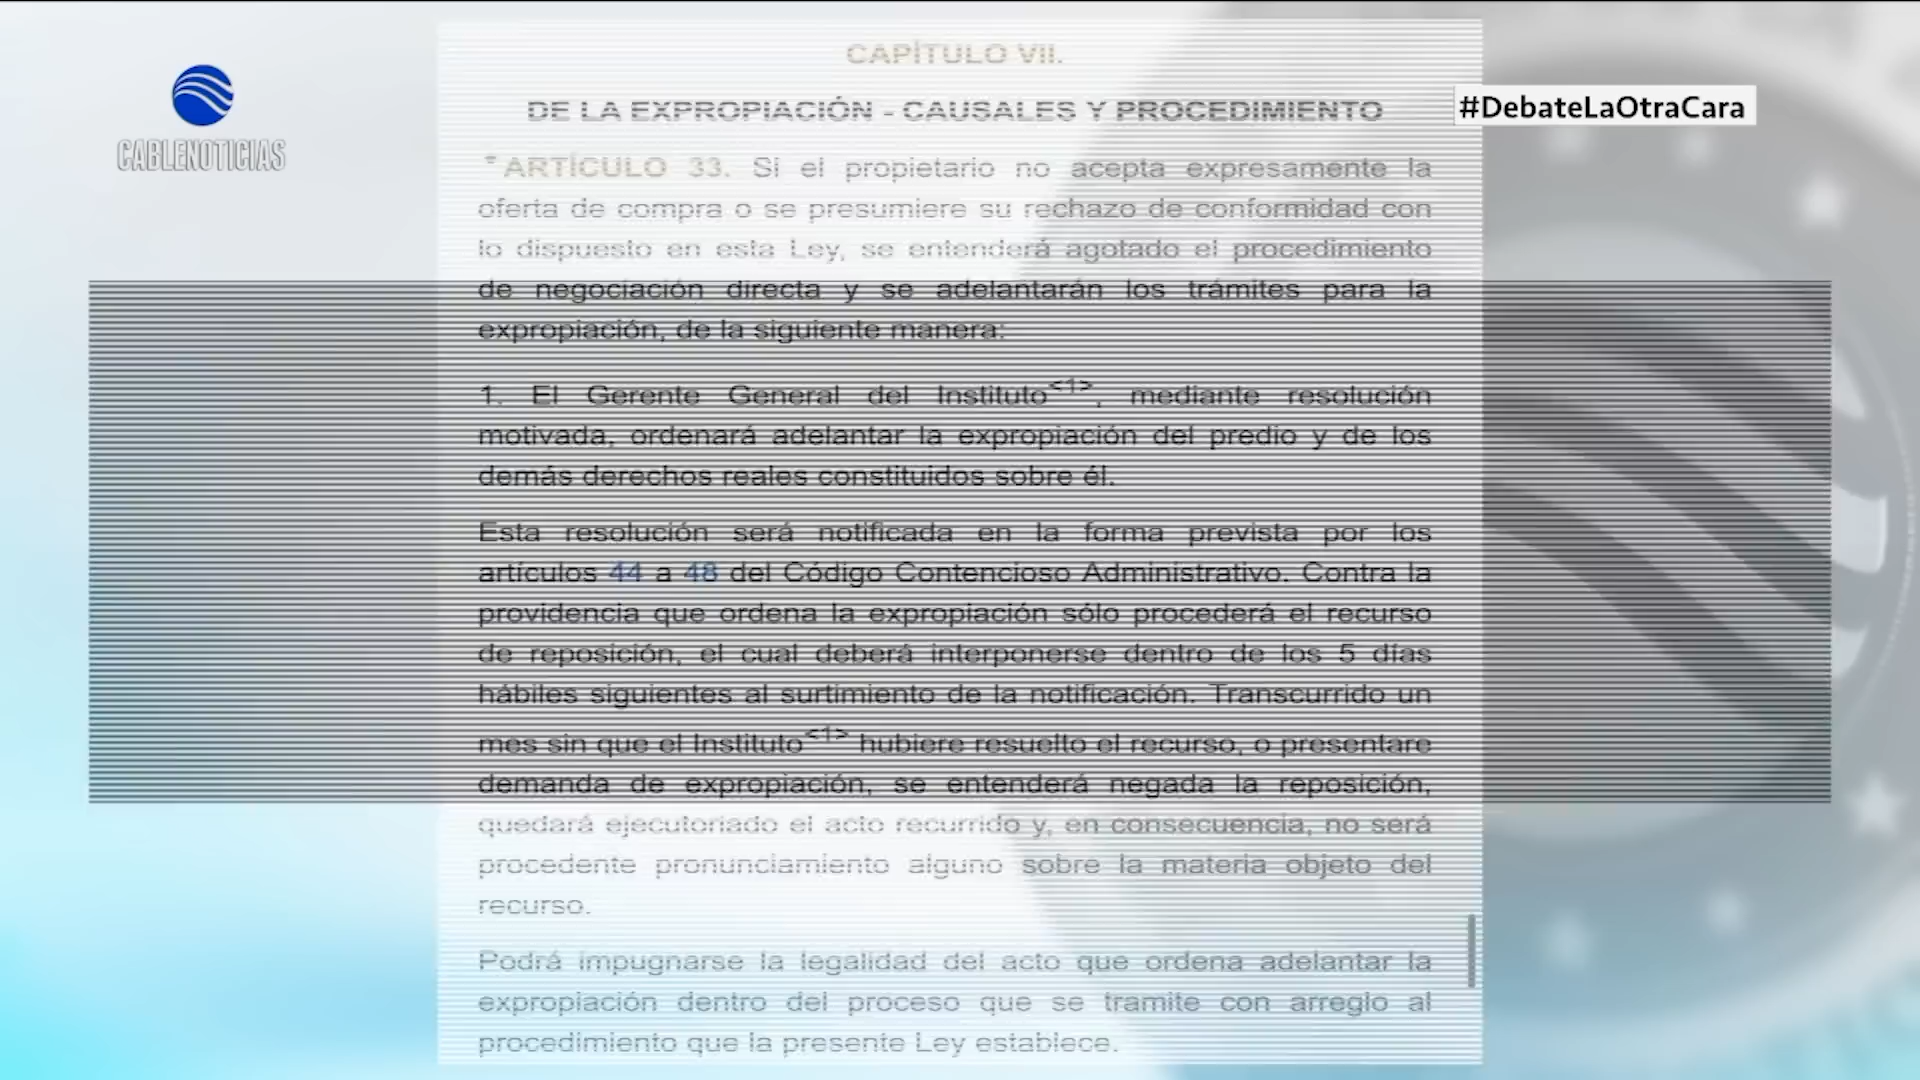 CAPÍTULO VII.
#DebateLaOtraCara
DE LA EXPROPIACIÓN - CAUSALES Y PROCEDIMIENTO
CABLENOTICIAS
*ARTÍCULO 33. Si el propietario no acepta expresamente la
oferta de compra o se presumiere su rechazo de conformidad con
lo dispuesto en esta Ley, se entenderá agotado el procedimiento
de negociación directa y se adelantarán los trámites para la
expropiación, de la siguiente manera:
1. El Gerente General del Instituto<1>, mediante resolución
motivada, ordenará adelantar la expropiación del predio y de los
demás derechos reales constituidos sobre él.
Esta resolución será notificada en la forma prevista por los
artículos 44 a 48 del Código Contencioso Administrativo. Contra la
providencia que ordena la expropiación sólo procederá el recurso
de reposición, el cual deberá interponerse dentro de los 5 días
hábiles siguientes al surtimiento de la notificación. Transcurrido un
mes sin que el Instituto<1> hubiere resuelto el recurso, o presentare
demanda de expropiación, se entenderá negada la reposición,
quedará ejecutoriado el acto recurrido y, en consecuencia, no será
procedente pronunciamiento alguno sobre la materia objeto del
recurso.
Podrá impugnarse la legalidad del acto que ordena adelantar la
expropiación dentro del proceso que se tramite con arreglo al
procedimiento que la presente Ley establece.